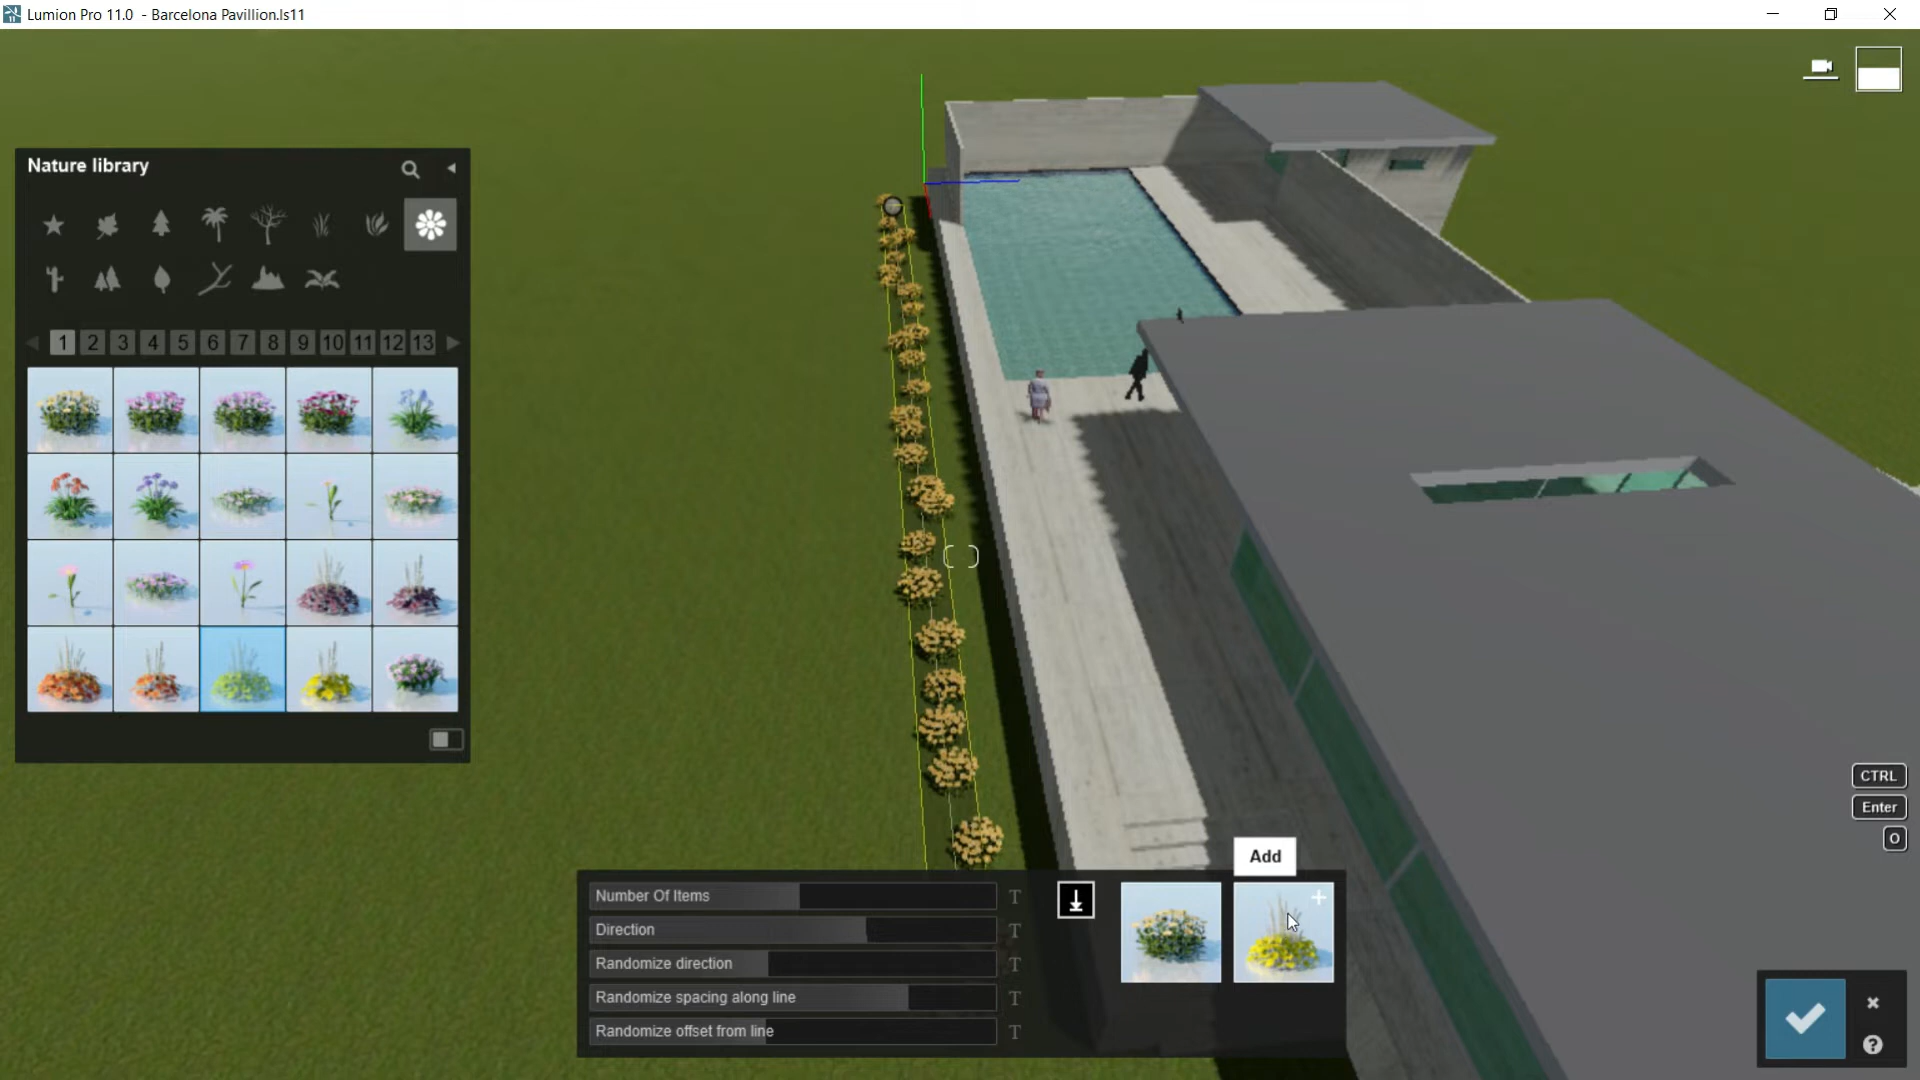 Lumion Pro 11.0 - Barcelona Pavillion.ls11
Nature library
1 2 3 4 5 6 7 8 9 10 11 12 13
CTRL
Enter
O
Add
Number Of Items T
Direction T
Randomize direction T
Randomize spacing along line T
Randomize offset from line T